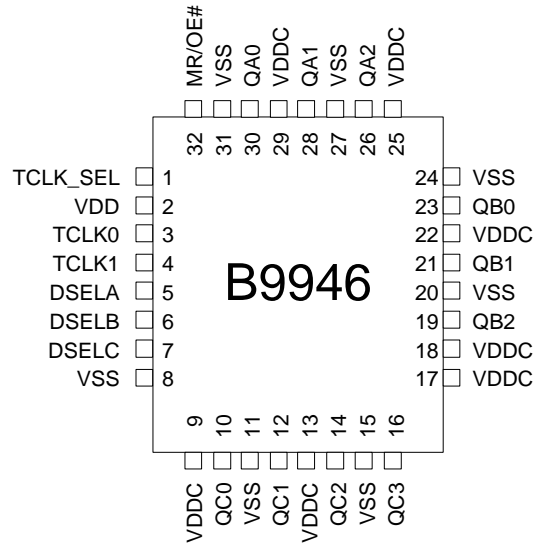 MR/OE#
VSS
QA0
VDDC
QA1
VSS
QA2
VDDC
32
31
30
29
28
27
26
25
TCLK_SEL 1
VDD 2
TCLK0 3
TCLK1 4
DSELA 5
DSELB 6
DSELC 7
VSS 8
B9946
24 VSS
23 QB0
22 VDDC
21 QB1
20 VSS
19 QB2
18 VDDC
17 VDDC
9
10
11
12
13
14
15
16
VDDC
QC0
VSS
QC1
VDDC
QC2
VSS
QC3